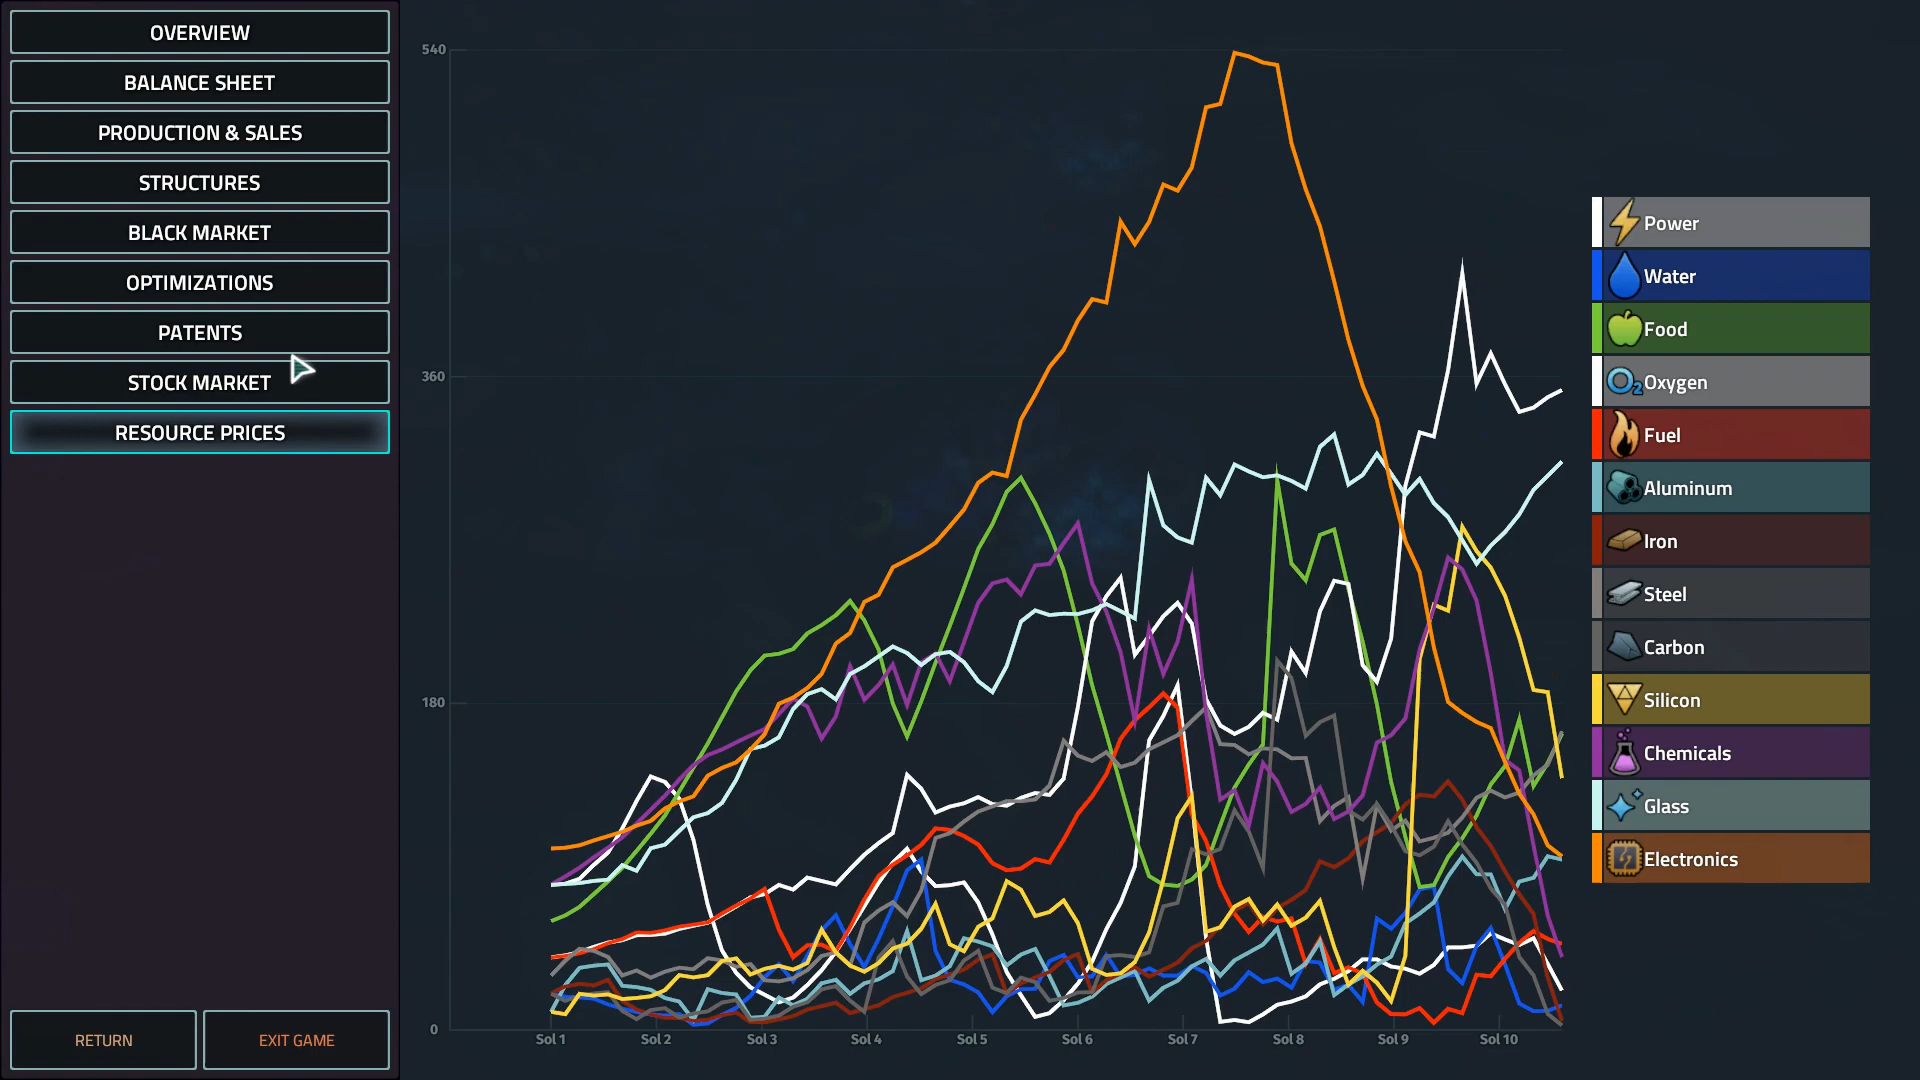 OVERVIEW
BALANCE SHEET
PRODUCTION & SALES
STRUCTURES
BLACK MARKET
OPTIMIZATIONS
PATENTS
STOCK MARKET
RESOURCE PRICES
RETURN
EXIT GAME
540
360
180
0
Sol 1
Sol 2
Sol 3
Sol 4
Sol 5
Sol 6
Sol 7
Sol 8
Sol 9
Sol 10
Power
Water
Food
O2 Oxygen
Fuel
Aluminum
Iron
Steel
Carbon
Silicon
Chemicals
Glass
Electronics